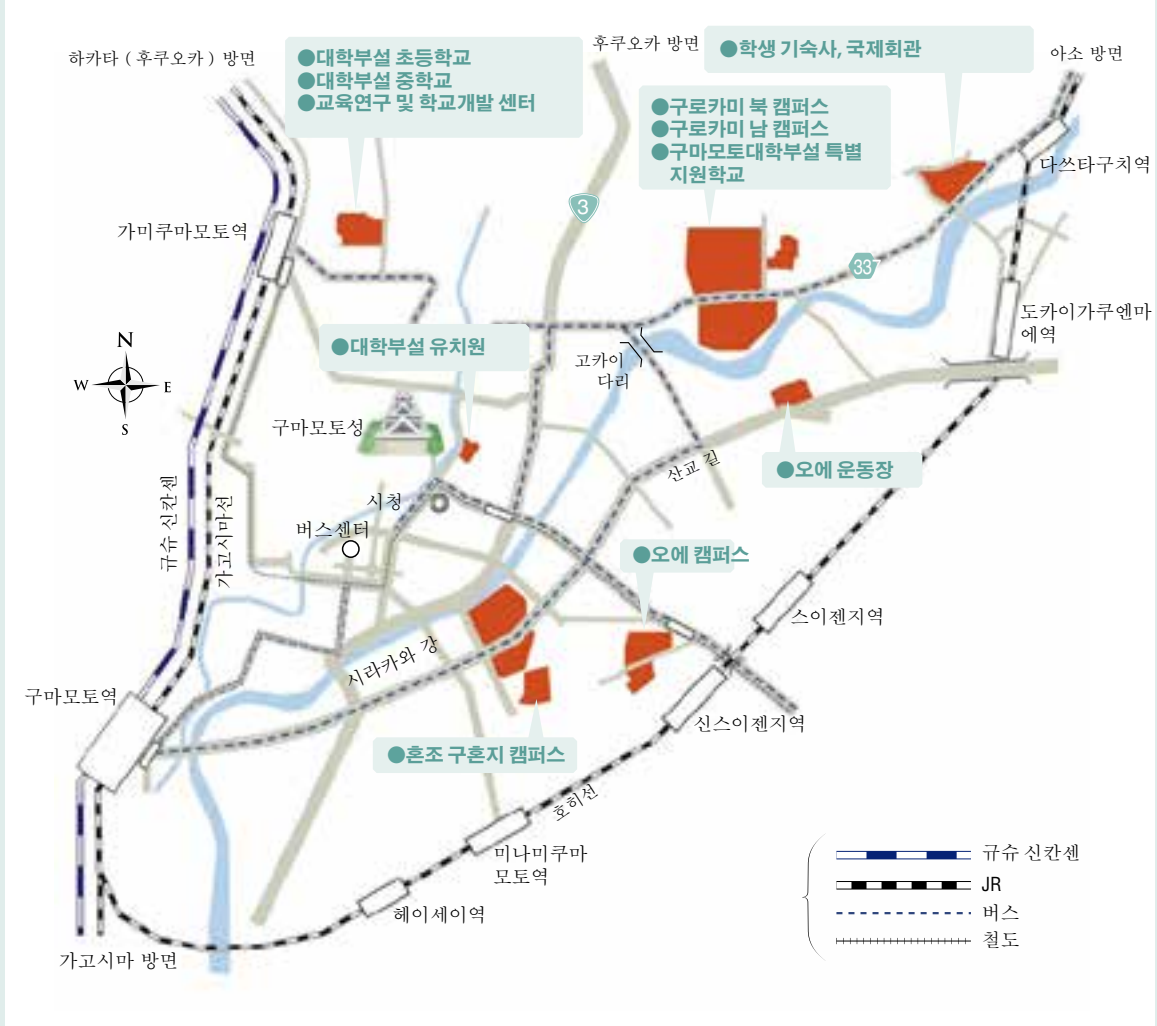 하카타 ( 후쿠오카 ) 방면
●대학부설 초등학교
●대학부설 중학교
●교육연구 및 학교개발 센터
후쿠오카 방면
●학생 기숙사, 국제회관
아소 방면
●구로카미 북 캠퍼스
●구로카미 남 캠퍼스
●구마모토대학부설 특별
지원학교
다쓰타구치역
3
가미쿠마모토역
337
도카이가쿠엔마
에역
N
W
E
S
●대학부설 유치원
고카이
다리
구마모토성
산교 길
●오에 운동장
규슈 신칸센
가고시마선
시청
버스센터
●오에 캠퍼스
스이젠지역
시라카와 강
구마모토역
신스이젠지역
●혼조 구혼지 캠퍼스
호히선
미나미쿠마
모토역
헤이세이역
가고시마 방면
규슈 신칸센
JR
버스
철도